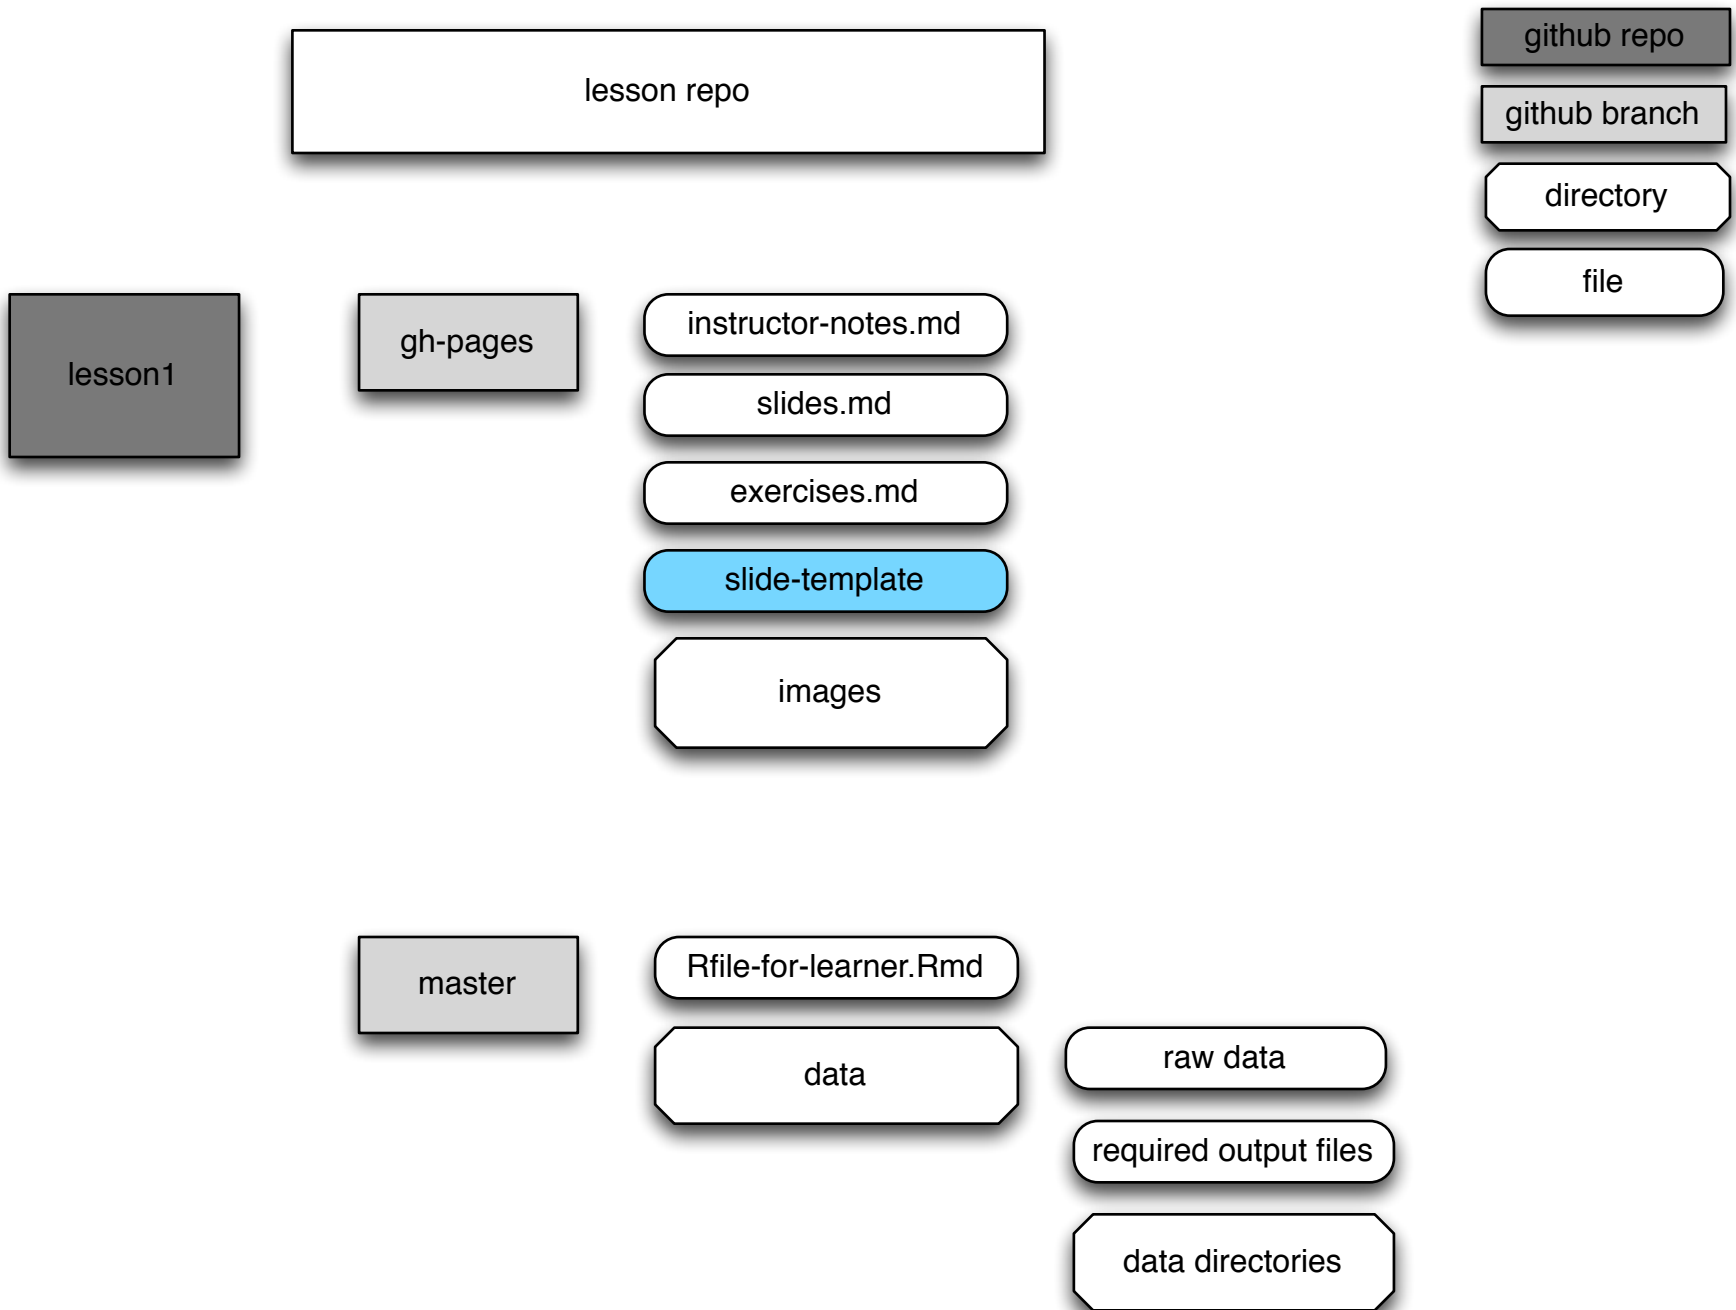 lesson repo
github repo
github branch
directory
file
lesson1
gh-pages
instructor-notes.md
slides.md
exercises.md
slide-template
images
master
Rfile-for-learner.Rmd
data
raw data
required output files
data directories